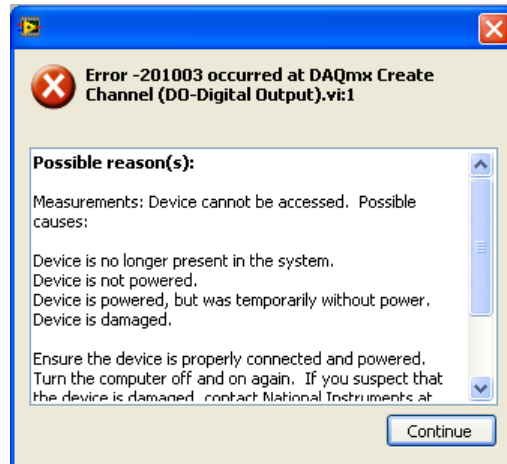 Error -201003 occurred at DAQmx Create
Channel (DO-Digital Output).vi:1
Possible reason(s):
Measurements: Device cannot be accessed.  Possible
causes:
Device is no longer present in the system.
Device is not powered.
Device is powered, but was temporarily without power.
Device is damaged.
Ensure the device is properly connected and powered.
Turn the computer off and on again.  If you suspect that
the device is damaged, contact National Instruments at
Continue